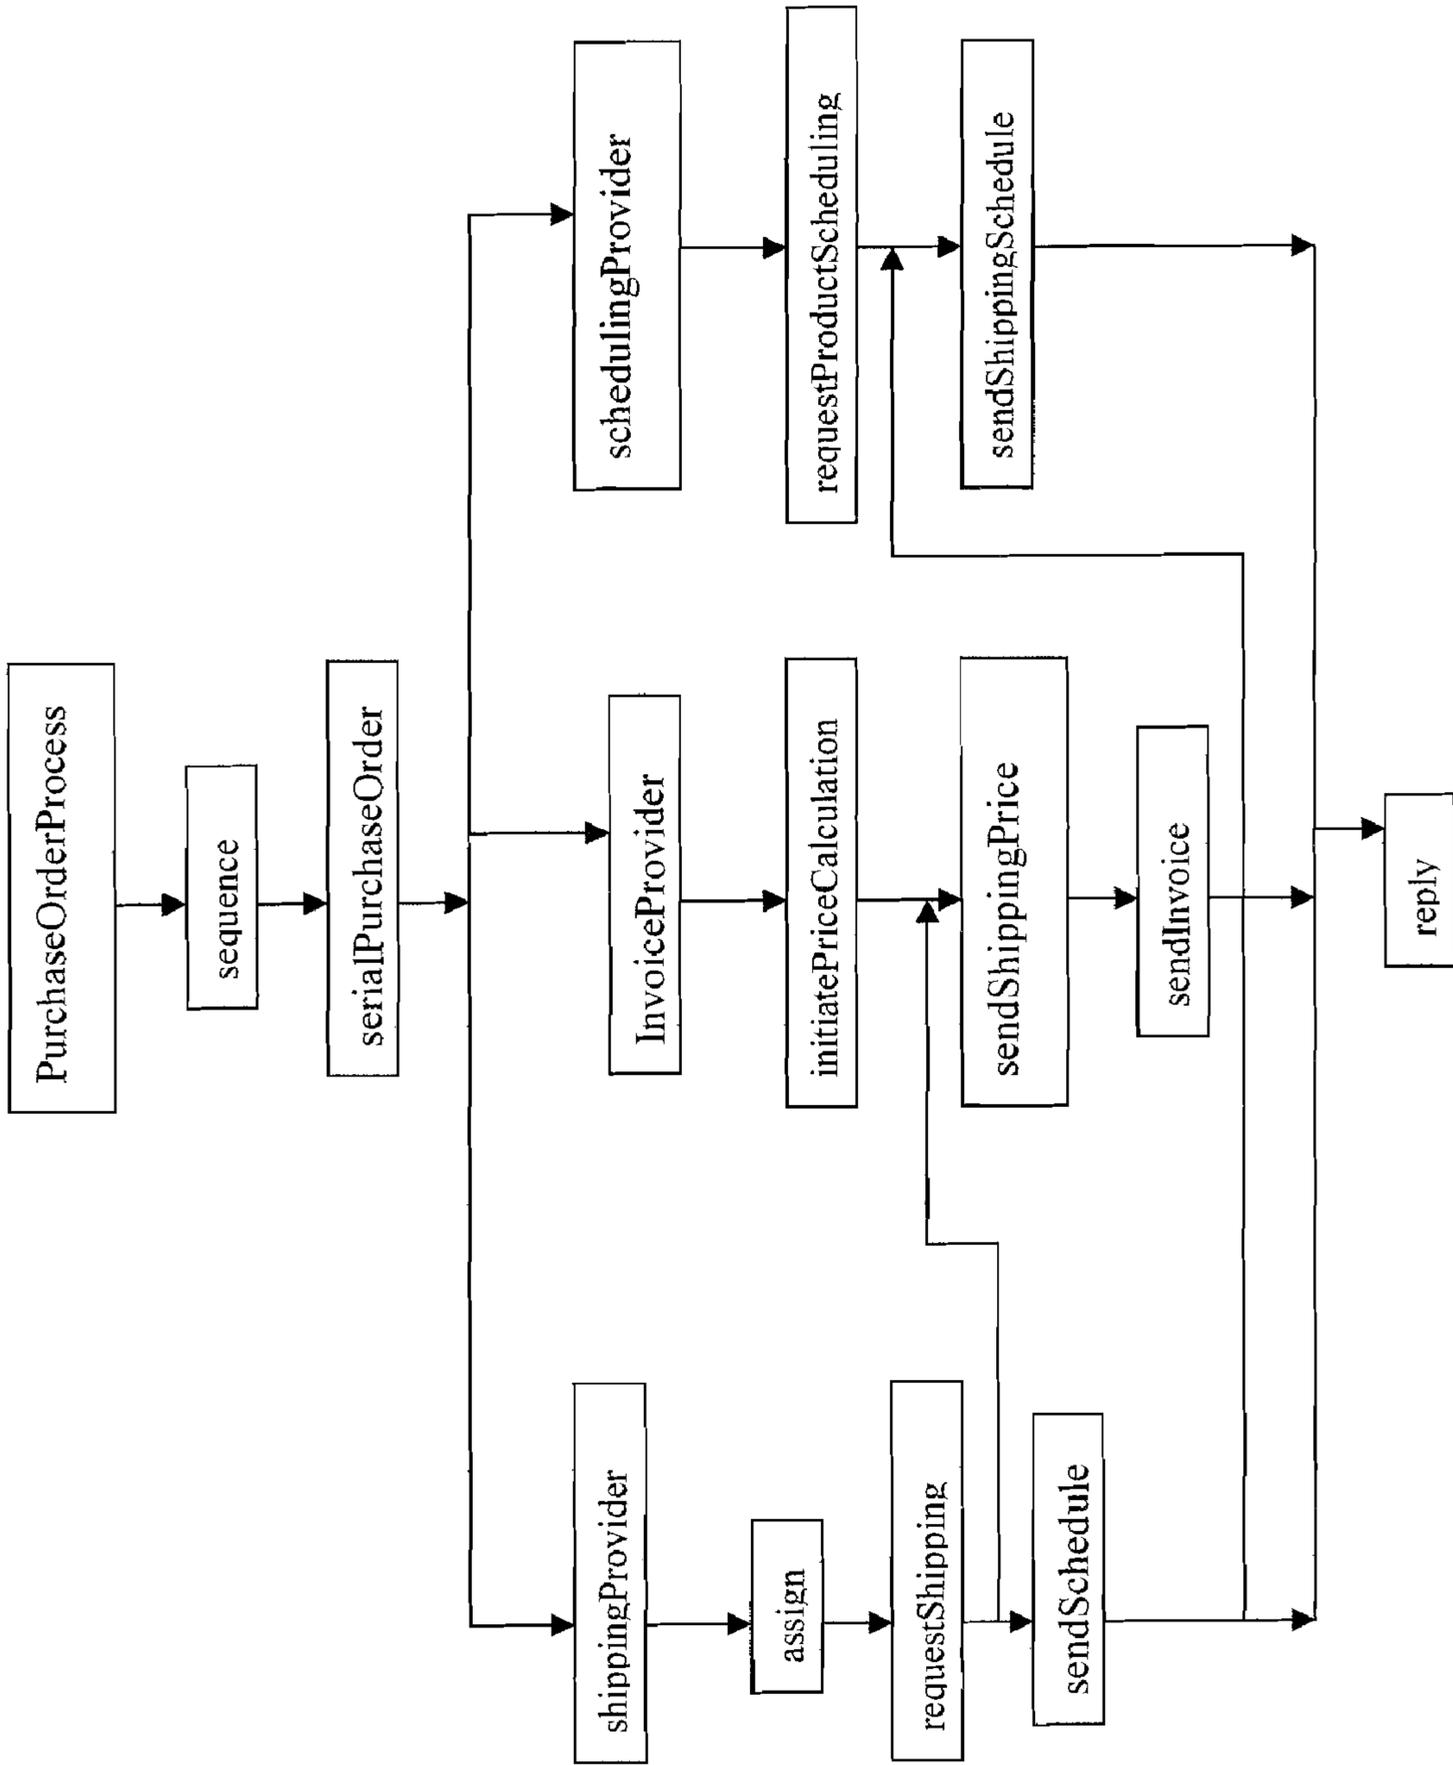 PurchaseOrderProcess
sequence
serialPurchaseOrder
shippingProvider
InvoiceProvider
schedulingProvider
assign
initiatePriceCalculation
requestProductScheduling
requestShipping
sendShippingPrice
sendShippingSchedule
sendSchedule
sendInvoice
reply